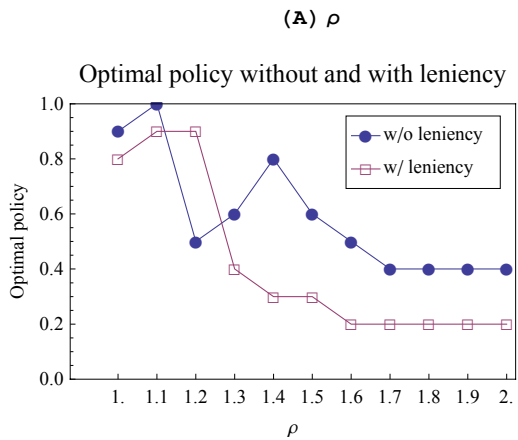 (A) ρ
Optimal policy without and with leniency
1.0
0.8
0.6
0.4
0.2
0.0
Optimal policy
w/o leniency
w/ leniency
1. 1.1 1.2 1.3 1.4 1.5 1.6 1.7 1.8 1.9 2.
ρ